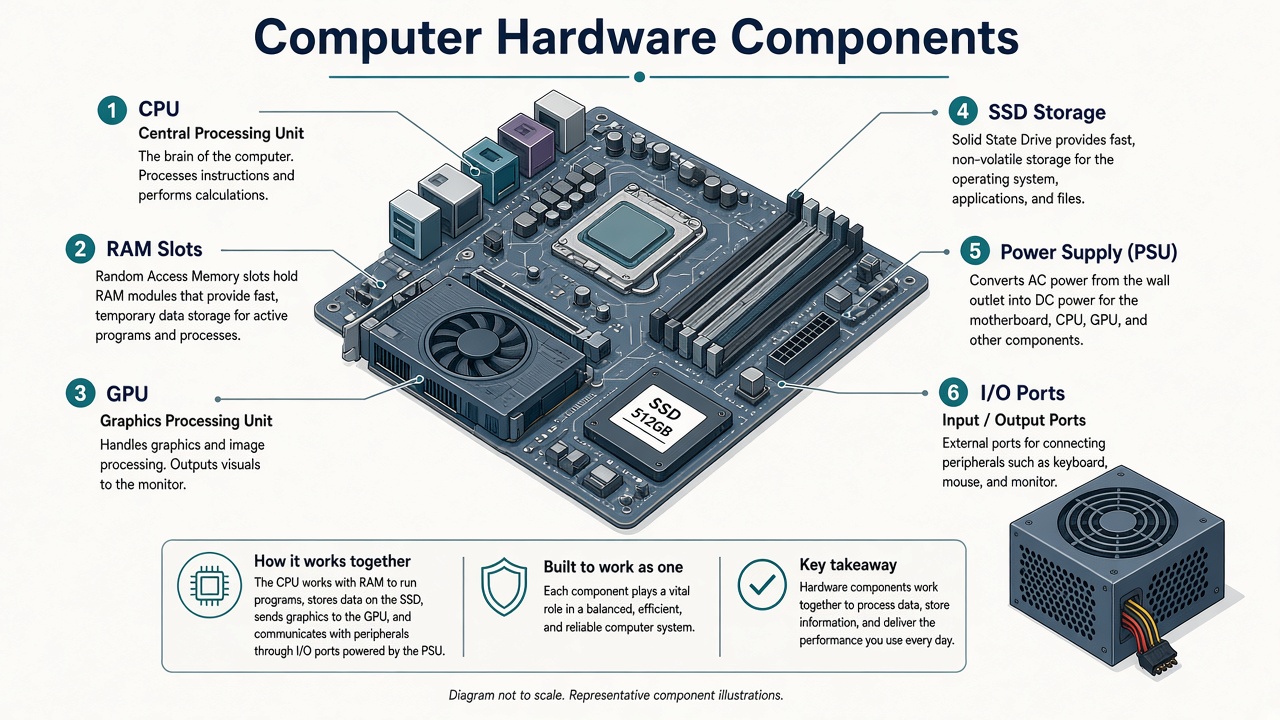 Computer Hardware Components
1 CPU
Central Processing Unit
The brain of the computer.
Processes instructions and
performs calculations.
2 RAM Slots
Random Access Memory slots hold
RAM modules that provide fast,
temporary data storage for active
programs and processes.
3 GPU
Graphics Processing Unit
Handles graphics and image
processing. Outputs visuals
to the monitor.
4 SSD Storage
Solid State Drive provides fast,
non-volatile storage for the
operating system,
applications, and files.
5 Power Supply (PSU)
Converts AC power from the wall
outlet into DC power for the
motherboard, CPU, GPU, and
other components.
6 I/O Ports
Input / Output Ports
External ports for connecting
peripherals such as keyboard,
mouse, and monitor.
SSD
512GB
How it works together
The CPU works with RAM to run
programs, stores data on the SSD,
sends graphics to the GPU, and
communicates with peripherals
through I/O ports powered by the PSU.
Built to work as one
Each component plays a vital
role in a balanced, efficient,
and reliable computer system.
Key takeaway
Hardware components work
together to process data, store
information, and deliver the
performance you use every day.
Diagram not to scale. Representative component illustrations.